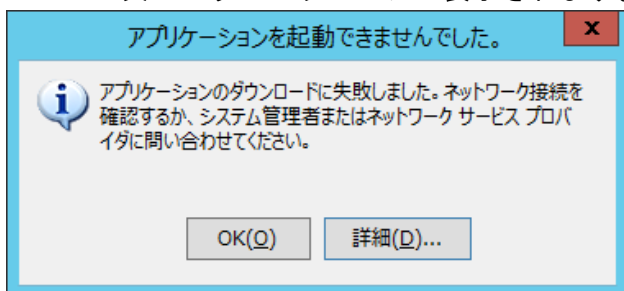 アプリケーションを起動できませんでした。
x
アプリケーションのダウンロードに失敗しました。ネットワーク接続を
確認するか、システム管理者またはネットワーク サービス プロバ
イダに問い合わせてください。
OK(O)
詳細(D)...